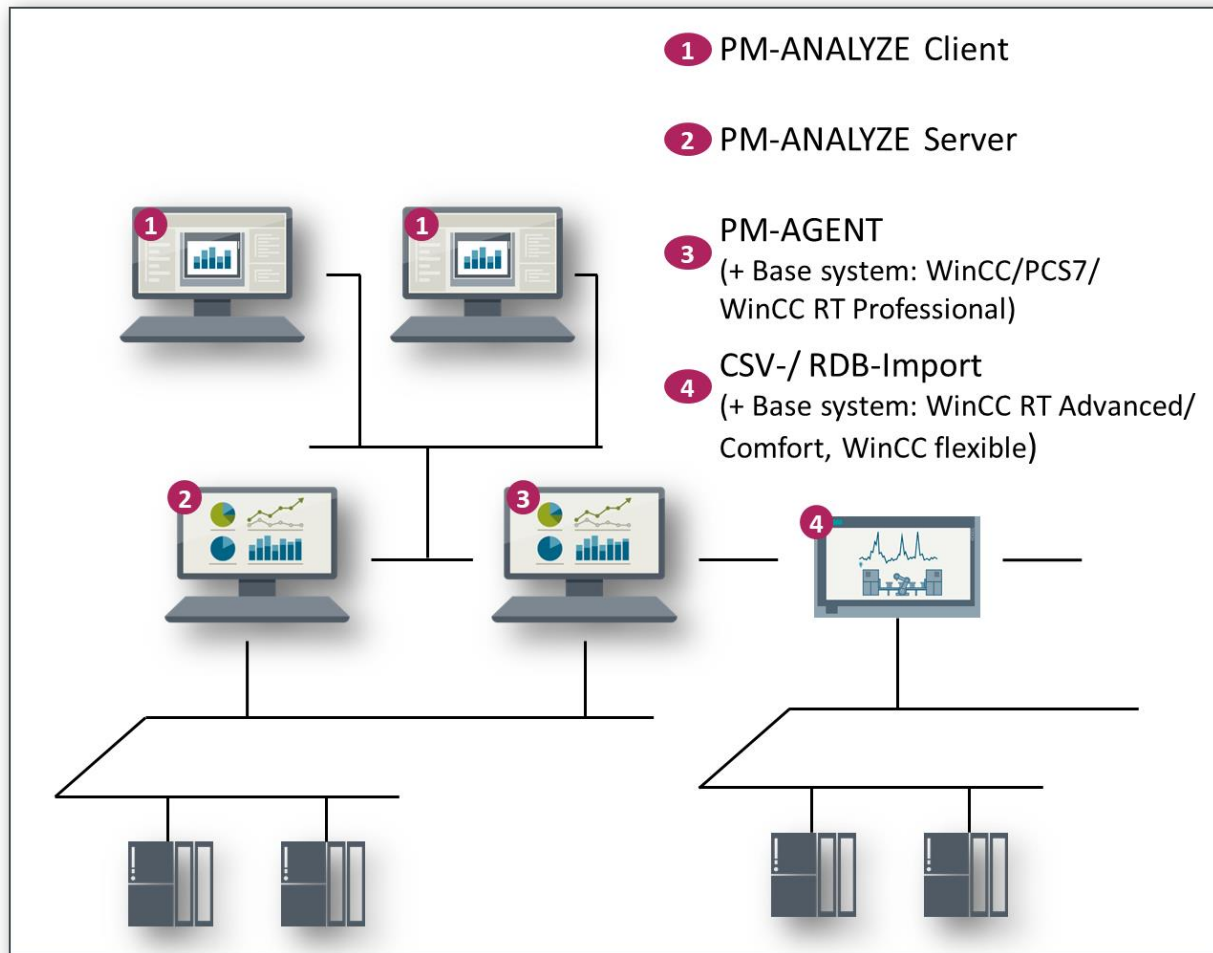 1 PM-ANALYZE Client
2 PM-ANALYZE Server
3 PM-AGENT
(+ Base system: WinCC/PCS7/
WinCC RT Professional)
4 CSV-/ RDB-Import
(+ Base system: WinCC RT Advanced/
Comfort, WinCC flexible)
1 1
2 3 4